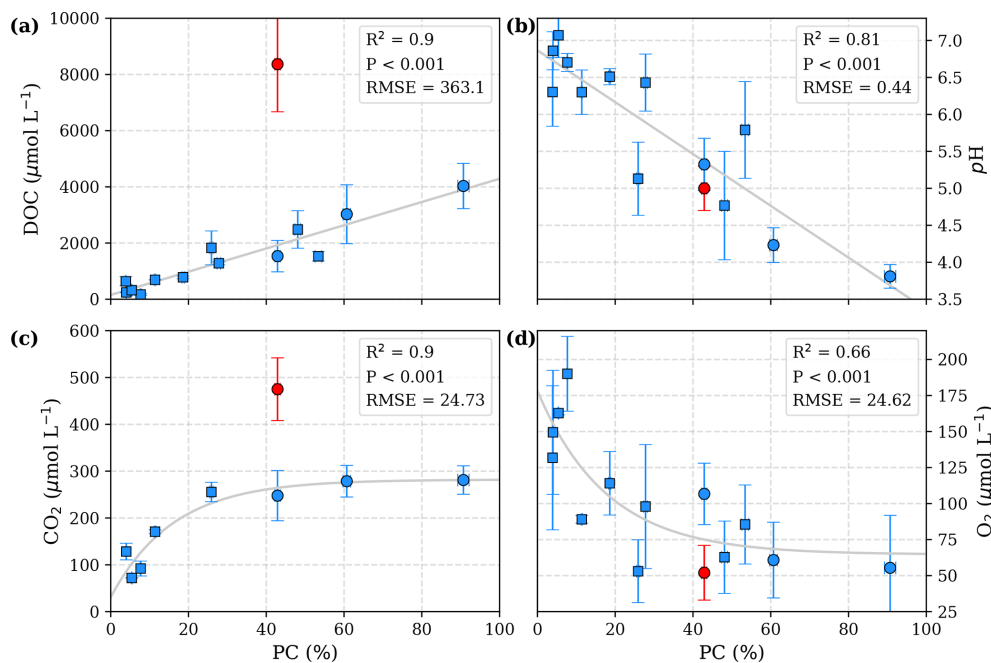 (a)
R² = 0.9
P < 0.001
RMSE = 363.1
DOC (μmol L⁻¹)
10000
8000
6000
4000
2000
0
(b)
R² = 0.81
P < 0.001
RMSE = 0.44
pH
7.0
6.5
6.0
5.5
5.0
4.5
4.0
3.5
(c)
R² = 0.9
P < 0.001
RMSE = 24.73
CO₂ (μmol L⁻¹)
600
500
400
300
200
100
0
0 20 40 60 80 100
PC (%)
(d)
R² = 0.66
P < 0.001
RMSE = 24.62
O₂ (μmol L⁻¹)
200
175
150
125
100
75
50
25
0 20 40 60 80 100
PC (%)